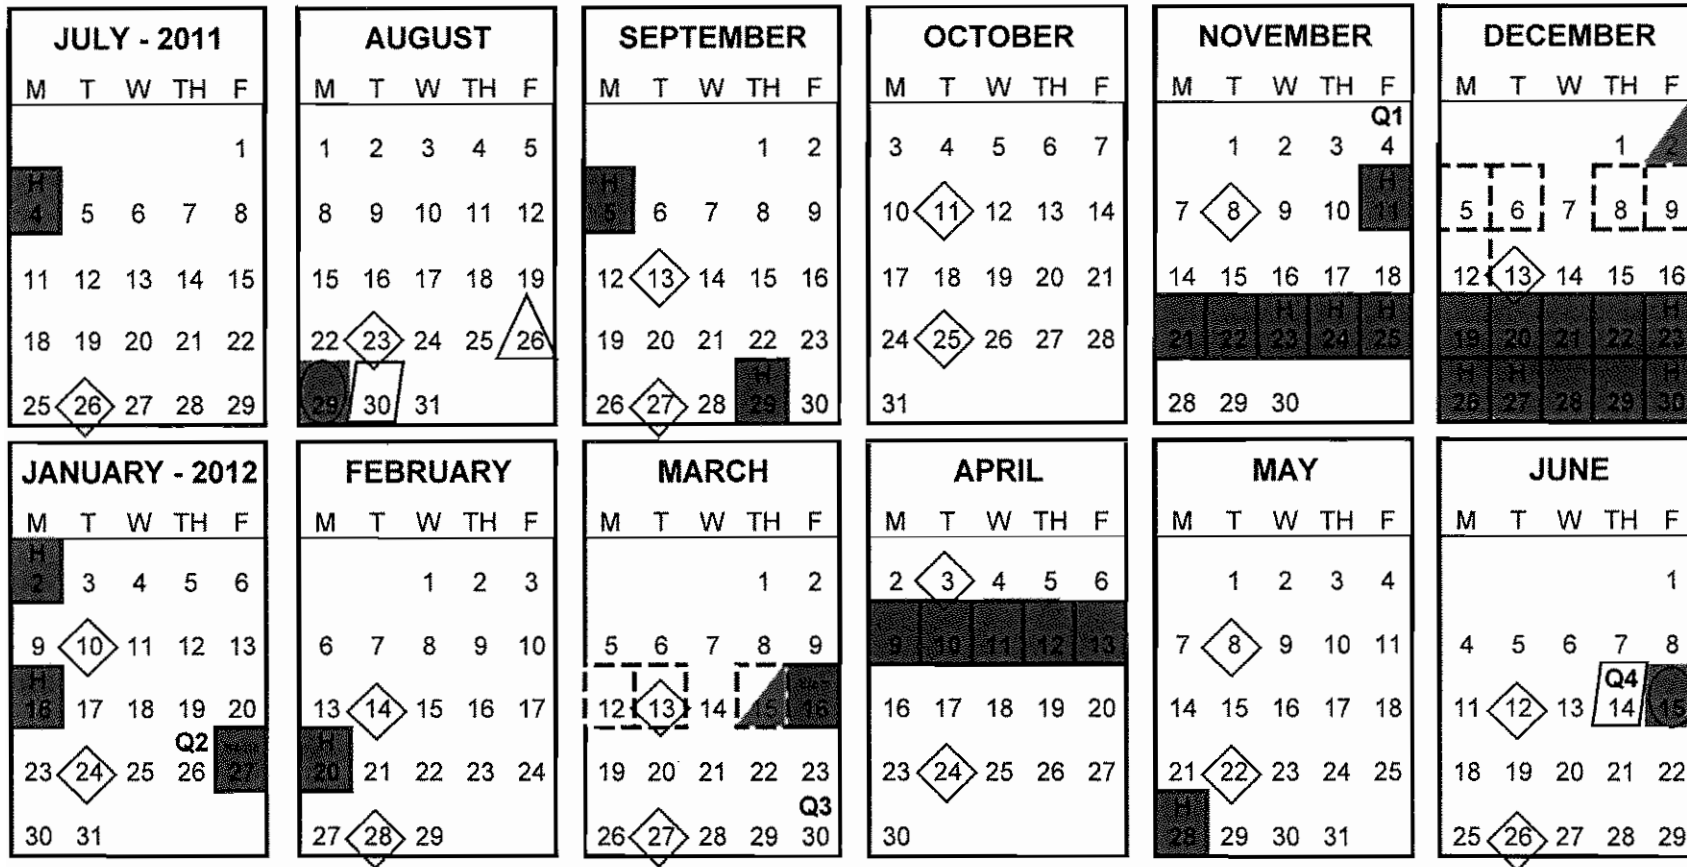 JULY - 2011
M T W TH F
1
H
4 5 6 7 8
11 12 13 14 15
18 19 20 21 22
25 26 27 28 29
AUGUST
M T W TH F
1 2 3 4 5
8 9 10 11 12
15 16 17 18 19
22 23 24 25 26
29 30 31
SEPTEMBER
M T W TH F
1 2
H
5 6 7 8 9
12 13 14 15 16
19 20 21 22 23
H
26 27 28 29 30
OCTOBER
M T W TH F
3 4 5 6 7
10 11 12 13 14
17 18 19 20 21
24 25 26 27 28
31
NOVEMBER
M T W TH F
Q1
1 2 3 4
H
7 8 9 10 11
14 15 16 17 18
H H H
21 22 23 24 25
28 29 30
DECEMBER
M T W TH F
1 2
5 6 7 8 9
12 13 14 15 16
H
19 20 21 22 23
H H H
26 27 28 29 30
JANUARY - 2012
M T W TH F
H
2 3 4 5 6
9 10 11 12 13
H
16 17 18 19 20
Q2
23 24 25 26 27
30 31
FEBRUARY
M T W TH F
1 2 3
6 7 8 9 10
13 14 15 16 17
H
20 21 22 23 24
27 28 29
MARCH
M T W TH F
1 2
5 6 7 8 9
12 13 14 15 16
19 20 21 22 23
Q3
26 27 28 29 30
APRIL
M T W TH F
2 3 4 5 6
9 10 11 12 13
16 17 18 19 20
23 24 25 26 27
30
MAY
M T W TH F
1 2 3 4
7 8 9 10 11
14 15 16 17 18
21 22 23 24 25
H
28 29 30 31
JUNE
M T W TH F
1
4 5 6 7 8
Q4
11 12 13 14 15
18 19 20 21 22
25 26 27 28 29